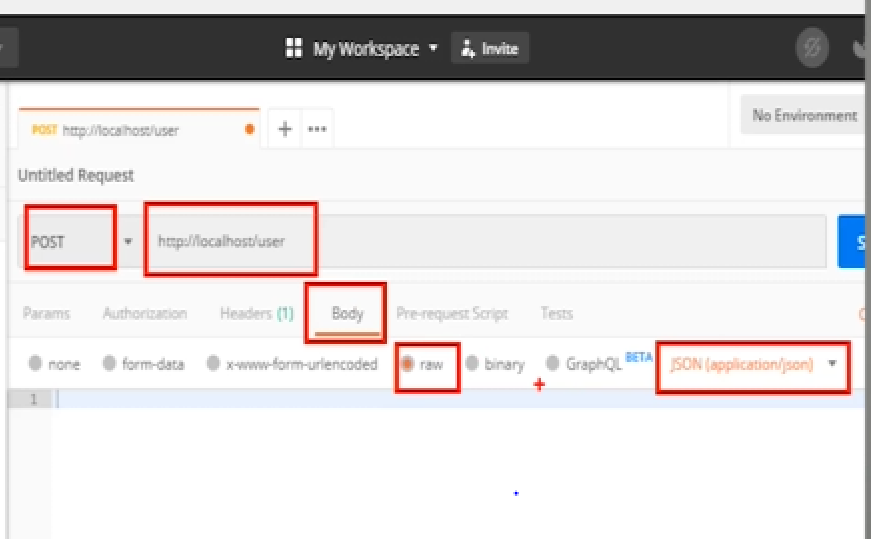 My Workspace Invite
POST http://localhost/user + ...
No Environment
Untitled Request
POST http://localhost/user
Params Authorization Headers (1) Body Pre-request Script Tests
none form-data x-www-form-urlencoded raw binary GraphQL BETA JSON (application/json)
1